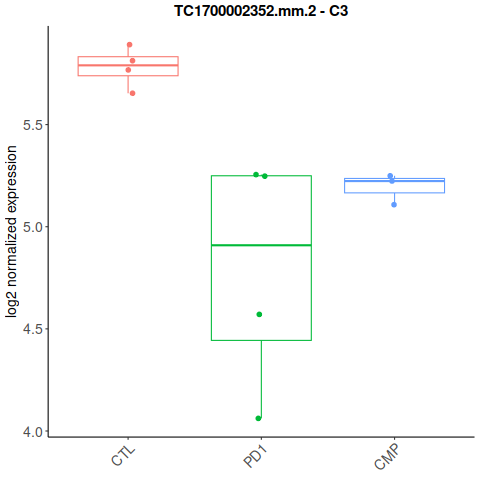 TC1700002352.mm.2 - C3
log2 normalized expression
5.5
5.0
4.5
4.0
CTL
PD1
CMP